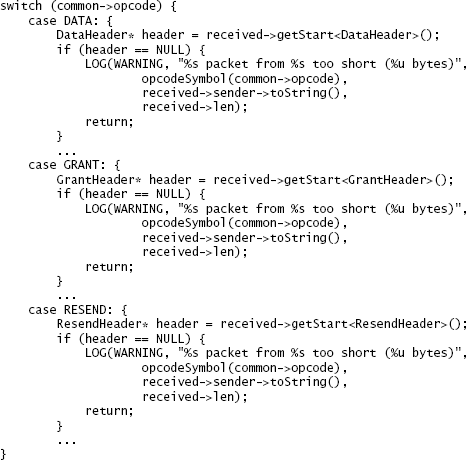 switch (common->opcode) {
    case DATA: {
        DataHeader* header = received->getStart<DataHeader>();
        if (header == NULL) {
            LOG(WARNING, "%s packet from %s too short (%u bytes)",
                    opcodeSymbol(common->opcode),
                    received->sender->toString(),
                    received->len);
            return;
        }
        ...
    case GRANT: {
        GrantHeader* header = received->getStart<GrantHeader>();
        if (header == NULL) {
            LOG(WARNING, "%s packet from %s too short (%u bytes)",
                    opcodeSymbol(common->opcode),
                    received->sender->toString(),
                    received->len);
            return;
        }
        ...
    case RESEND: {
        ResendHeader* header = received->getStart<ResendHeader>();
        if (header == NULL) {
            LOG(WARNING, "%s packet from %s too short (%u bytes)",
                    opcodeSymbol(common->opcode),
                    received->sender->toString(),
                    received->len);
            return;
        }
        ...
}